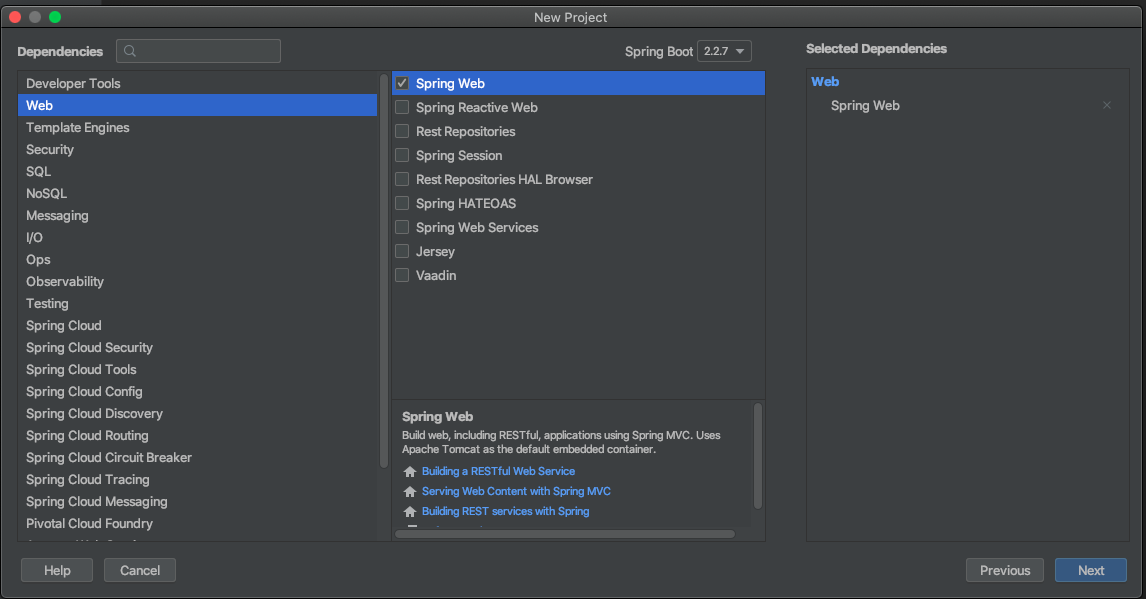 New Project
Dependencies
Spring Boot 2.2.7
Selected Dependencies
Developer Tools
Web
Template Engines
Security
SQL
NoSQL
Messaging
I/O
Ops
Observability
Testing
Spring Cloud
Spring Cloud Security
Spring Cloud Tools
Spring Cloud Config
Spring Cloud Discovery
Spring Cloud Routing
Spring Cloud Circuit Breaker
Spring Cloud Tracing
Spring Cloud Messaging
Pivotal Cloud Foundry
Spring Web
Spring Reactive Web
Rest Repositories
Spring Session
Rest Repositories HAL Browser
Spring HATEOAS
Spring Web Services
Jersey
Vaadin
Spring Web
Build web, including RESTful, applications using Spring MVC. Uses
Apache Tomcat as the default embedded container.
Building a RESTful Web Service
Serving Web Content with Spring MVC
Building REST services with Spring
Web
Spring Web
Help
Cancel
Previous
Next